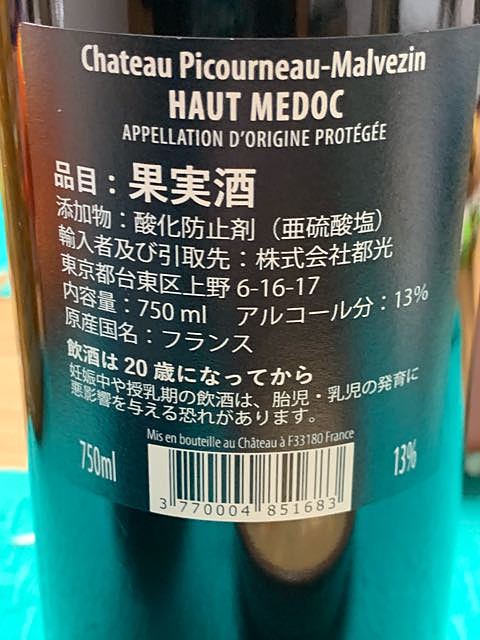 Chateau Picourneau-Malvezin
HAUT MEDOC
APPELLATION D'ORIGINE PROTÉGÉE
品目：果実酒
添加物：酸化防止剤（亜硫酸塩）
輸入者及び引取先：株式会社都光
東京都台東区上野 6-16-17
内容量：750 ml アルコール分：13%
原産国名：フランス
飲酒は 20 歳になってから
妊娠中や授乳期の飲酒は、胎児・乳児の発育に
悪影響を与える恐れがあります。
Mis en bouteille au Château à F33180 France
750ml
13%
3 770004 851683